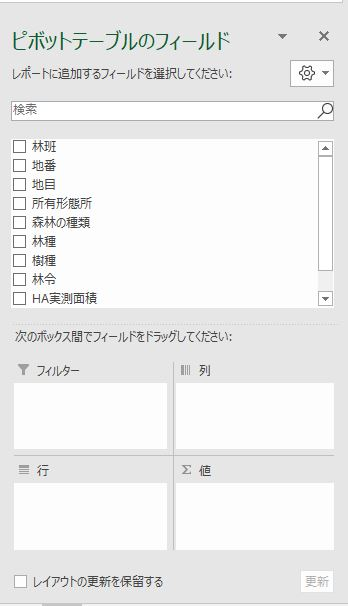 ピボットテーブルのフィールド
レポートに追加するフィールドを選択してください:
検索
林班
地番
地目
所有形態所
森林の種類
林種
樹種
林令
HA実測面積
次のボックス間でフィールドをドラッグしてください:
フィルター
列
行
Σ 値
レイアウトの更新を保留する
更新